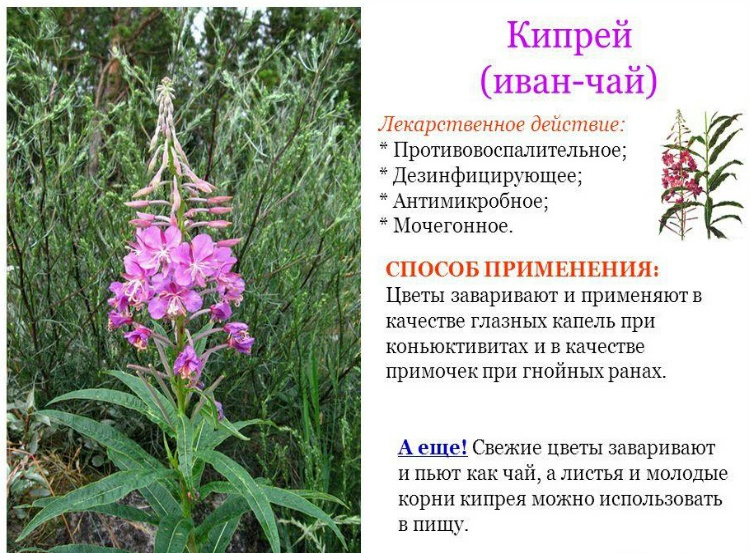 Кипрей
(иван-чай)
Лекарственное действие:
* Противовоспалительное;
* Дезинфицирующее;
* Антимикробное;
* Мочегонное.
СПОСОБ ПРИМЕНЕНИЯ:
Цветы заваривают и применяют в
качестве глазных капель при
коньюктивитах и в качестве
примочек при гнойных ранах.
А еще! Свежие цветы заваривают
и пьют как чай, а листья и молодые
корни кипрея можно использовать
в пищу.